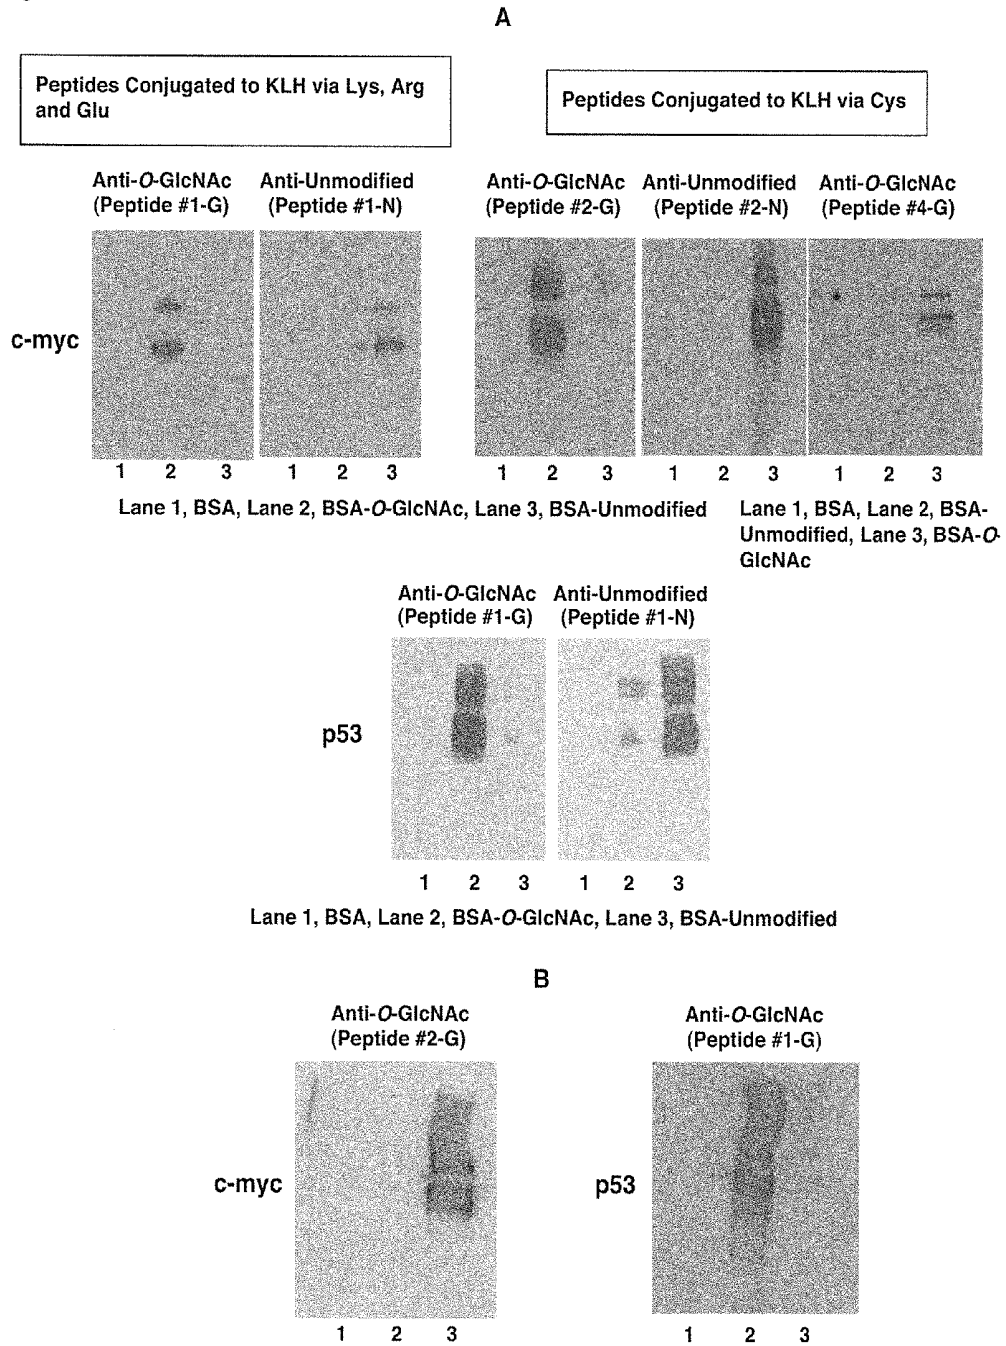 A
Peptides Conjugated to KLH via Lys, Arg
and Glu
Peptides Conjugated to KLH via Cys
Anti-O-GlcNAc
(Peptide #1-G)
Anti-Unmodified
(Peptide #1-N)
Anti-O-GlcNAc
(Peptide #2-G)
Anti-Unmodified
(Peptide #2-N)
Anti-O-GlcNAc
(Peptide #4-G)
c-myc
1 2 3
1 2 3
1 2 3
1 2 3
1 2 3
Lane 1, BSA, Lane 2, BSA-O-GlcNAc, Lane 3, BSA-Unmodified
Lane 1, BSA, Lane 2, BSA-
Unmodified, Lane 3, BSA-O-
GlcNAc
Anti-O-GlcNAc
(Peptide #1-G)
Anti-Unmodified
(Peptide #1-N)
p53
1 2 3
1 2 3
Lane 1, BSA, Lane 2, BSA-O-GlcNAc, Lane 3, BSA-Unmodified
B
Anti-O-GlcNAc
(Peptide #2-G)
Anti-O-GlcNAc
(Peptide #1-G)
c-myc
p53
1 2 3
1 2 3